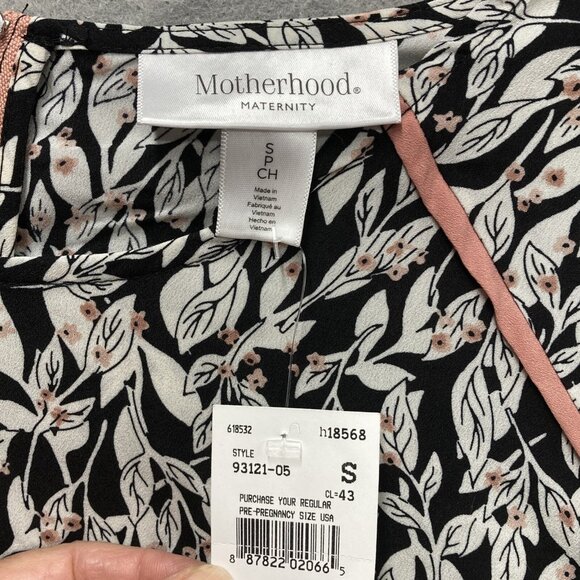 Motherhood®
MATERNITY
S
P
CH
Made in
Vietnam
Fabriqué au
Vietnam
Hecho en
Vietnam
618532 h18568
STYLE
93121-05 S
CL=43
PURCHASE YOUR REGULAR
PRE-PREGNANCY SIZE USA
8 87822 02066 5